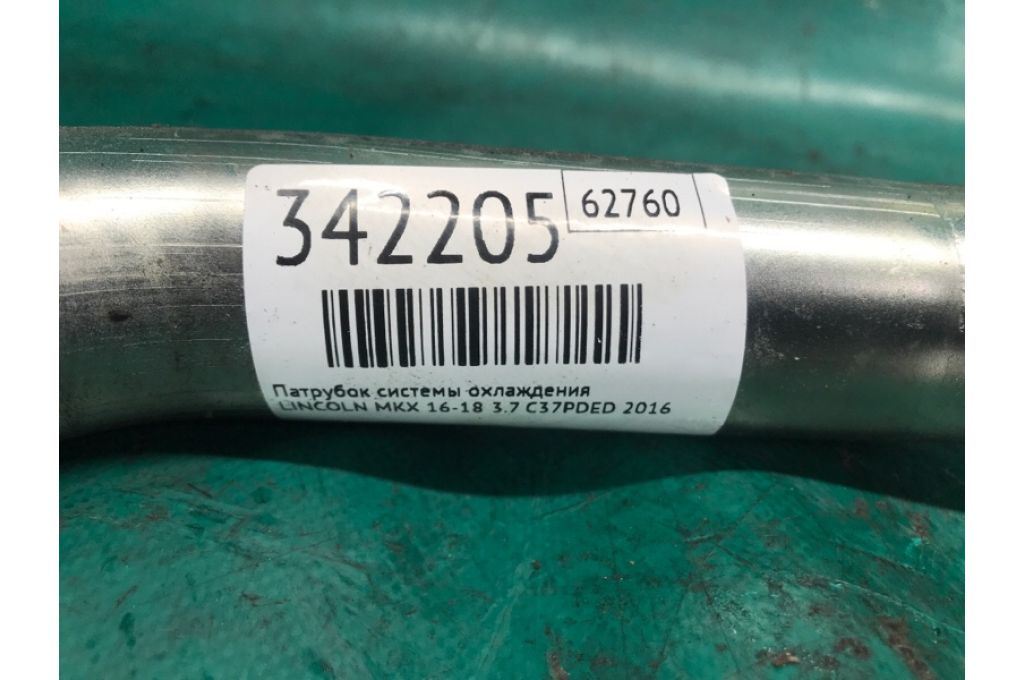 342205
62760
Патрубок системы охлаждения
LINCOLN MKX 16-18 3.7 C37PDED 2016